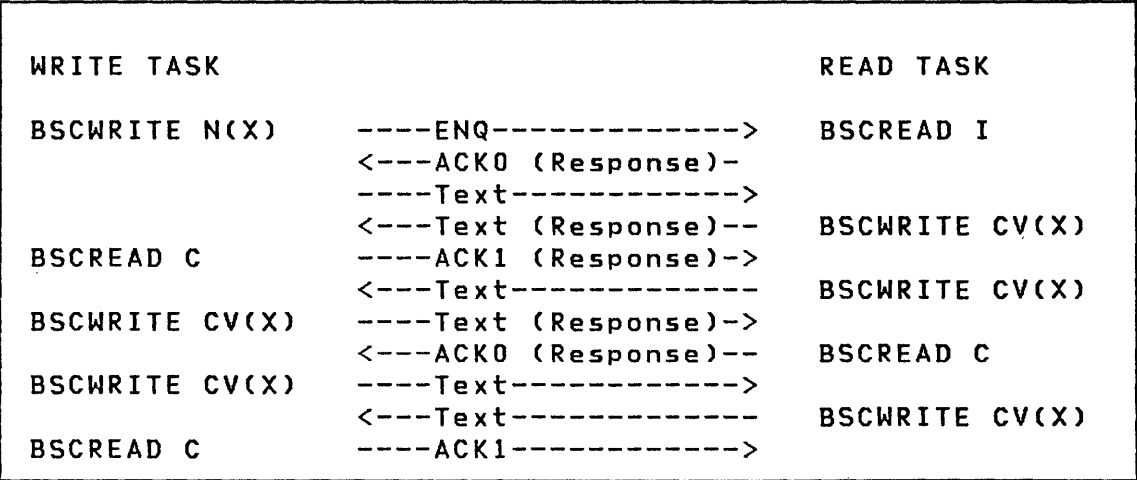 WRITE TASK                              READ TASK
BSCWRITE N(X)    ----ENQ------------->   BSCREAD I
                 <---ACK0 (Response)-
                 ----Text------------>
                 <---Text (Response)--   BSCWRITE CV(X)
BSCREAD C        ----ACK1 (Response)->
                 <---Text-------------   BSCWRITE CV(X)
BSCWRITE CV(X)   ----Text (Response)->
                 <---ACK0 (Response)--   BSCREAD C
BSCWRITE CV(X)   ----Text------------>
                 <---Text-------------   BSCWRITE CV(X)
BSCREAD C        ----ACK1------------>